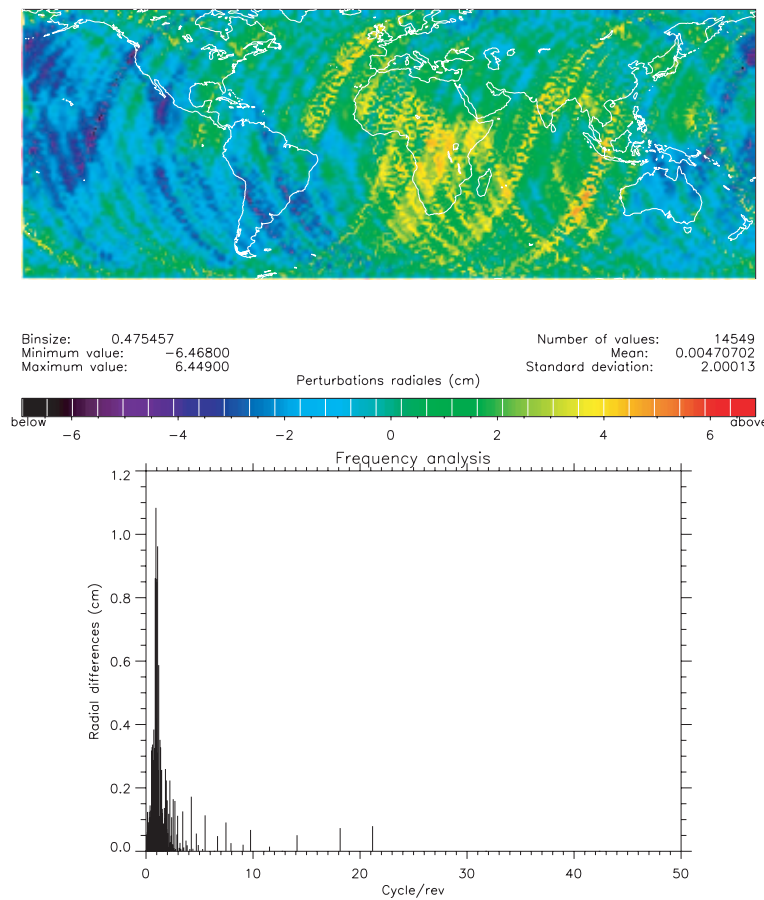 Binsize: 0.475457
Minimum value: −6.46800
Maximum value: 6.44900
Number of values: 14549
Mean: 0.00470702
Standard deviation: 2.00013
Perturbations radiales (cm)
below −6 −4 −2 0 2 4 6 above
Frequency analysis
1.2
1.0
0.8
0.6
0.4
0.2
0.0
Radial differences (cm)
0 10 20 30 40 50
Cycle/rev